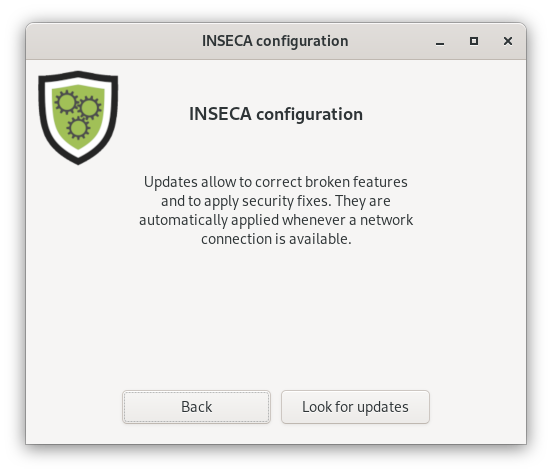 INSECA configuration
INSECA configuration
Updates allow to correct broken features
and to apply security fixes. They are
automatically applied whenever a network
connection is available.
Back
Look for updates